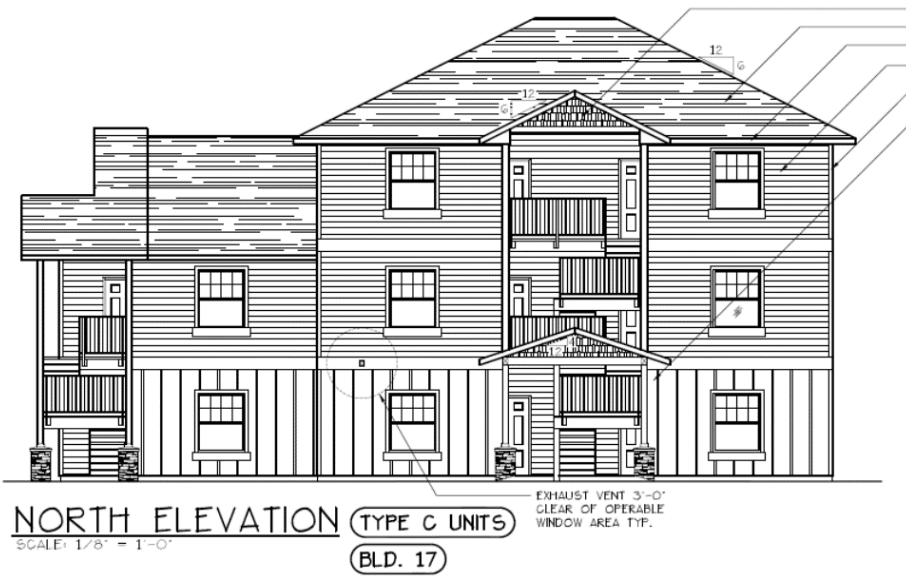 12
6
12
6
12
4
EXHAUST VENT 3'-0"
CLEAR OF OPERABLE
WINDOW AREA TYP.
NORTH ELEVATION
TYPE C UNITS
SCALE: 1/8" = 1'-0"
BLD. 17